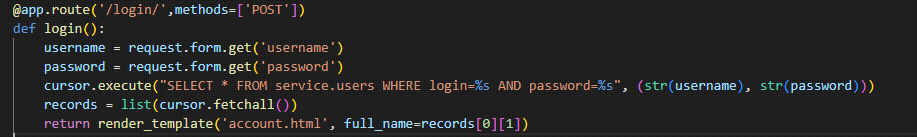 @app.route('/login/',methods=['POST'])
def login():
    username = request.form.get('username')
    password = request.form.get('password')
    cursor.execute("SELECT * FROM service.users WHERE login=%s AND password=%s", (str(username), str(password)))
    records = list(cursor.fetchall())
    return render_template('account.html', full_name=records[0][1])